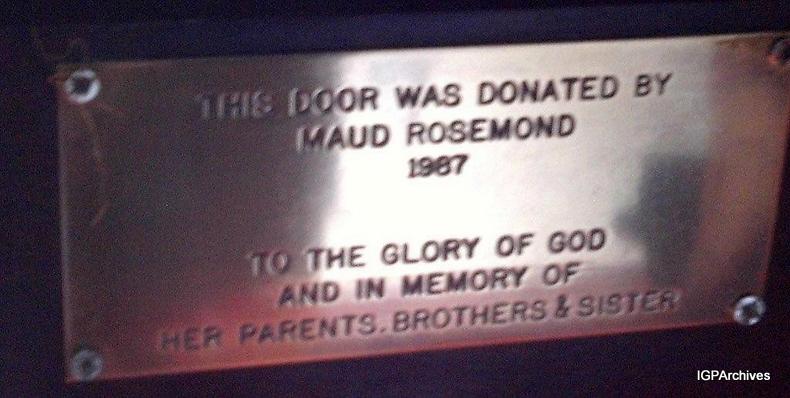 THIS DOOR WAS DONATED BY
MAUD ROSEMOND
1987
TO THE GLORY OF GOD
AND IN MEMORY OF
HER PARENTS. BROTHERS & SISTER
IGPArchives